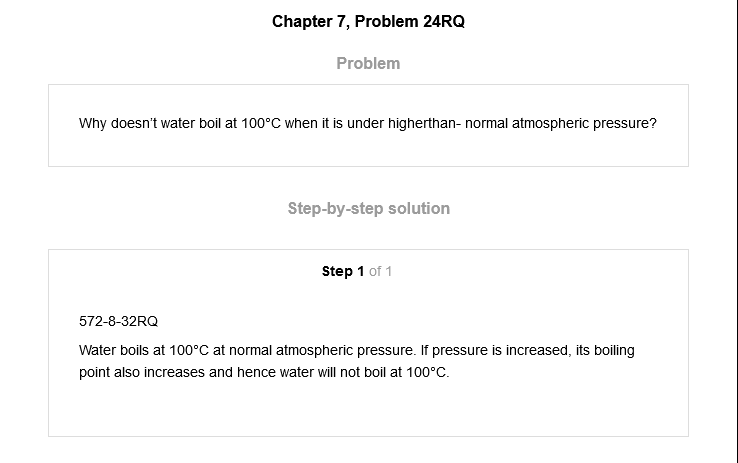 Chapter 7, Problem 24RQ
Problem
Why doesn't water boil at 100°C when it is under higherthan- normal atmospheric pressure?
Step-by-step solution
Step 1 of 1
572-8-32RQ
Water boils at 100°C at normal atmospheric pressure. If pressure is increased, its boiling
point also increases and hence water will not boil at 100°C.